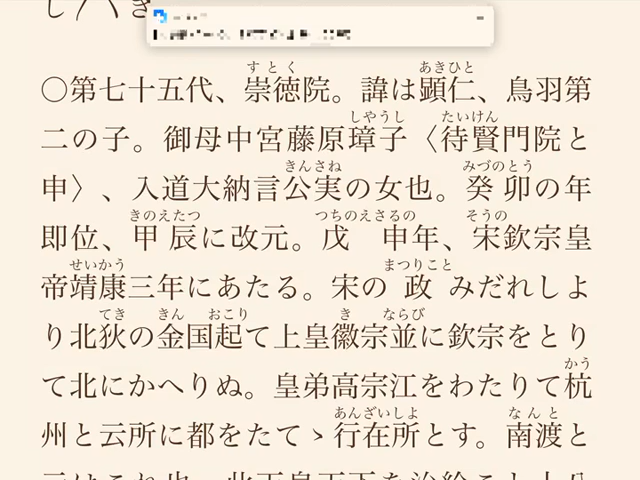 〇第七十五代、崇徳院。諱は顕仁、鳥羽第
二の子。御母中宮藤原璋子〈待賢門院と
申〉、入道大納言公実の女也。癸卯の年
即位、甲辰に改元。戊申年、宋欽宗皇
帝靖康三年にあたる。宋の政みだれしよ
り北狄の金国起て上皇徽宗並に欽宗をとり
て北にかへりぬ。皇弟高宗江をわたりて杭
州と云所に都をたてゝ行在所とす。南渡と